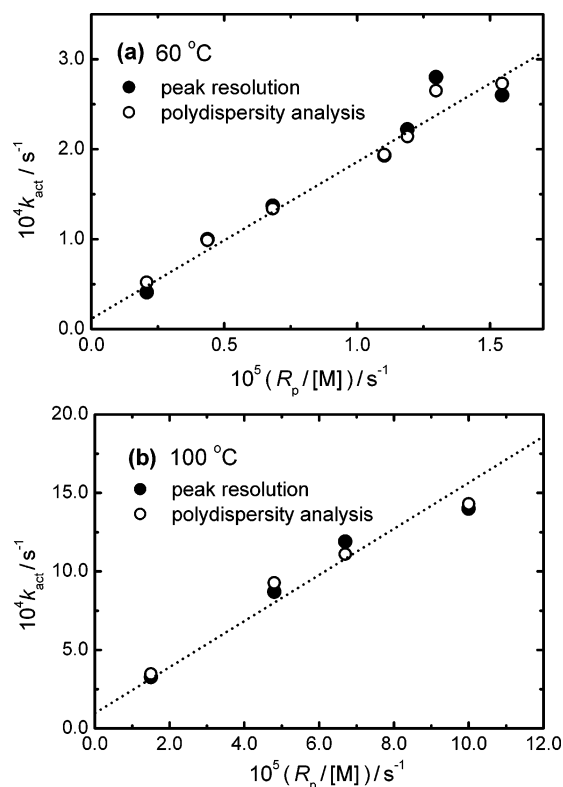 (a) 60 °C
peak resolution
polydispersity analysis
10⁴k_act / s⁻¹
3.0
2.0
1.0
0.0
0.0 0.5 1.0 1.5
10⁵ (R_p / [M]) / s⁻¹
20.0
(b) 100 °C
peak resolution
polydispersity analysis
10⁴k_act / s⁻¹
15.0
10.0
5.0
0.0
0.0 2.0 4.0 6.0 8.0 10.0 12.0
10⁵ (R_p / [M]) / s⁻¹